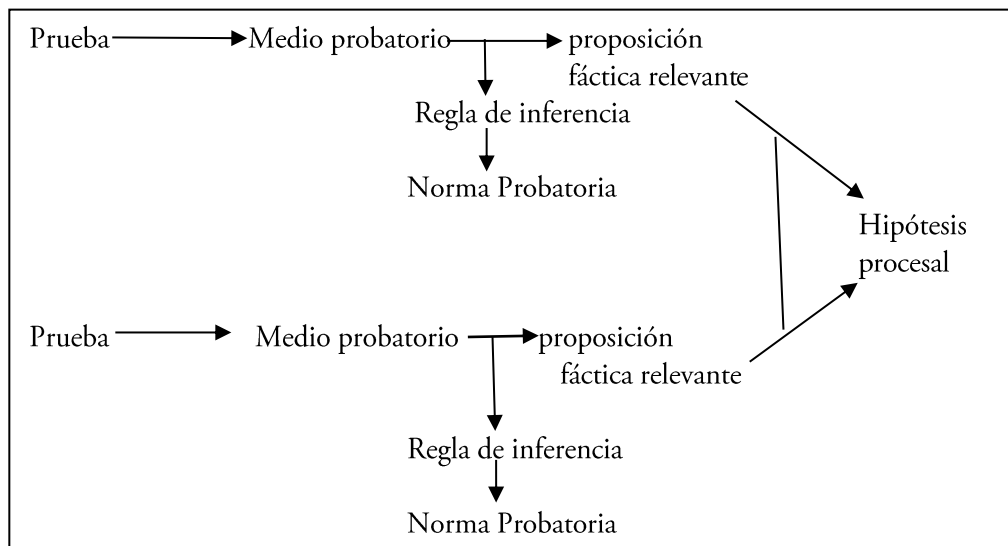 Prueba Medio probatorio proposición
fáctica relevante
Regla de inferencia
Norma Probatoria
Hipótesis
procesal
Prueba Medio probatorio proposición
fáctica relevante
Regla de inferencia
Norma Probatoria